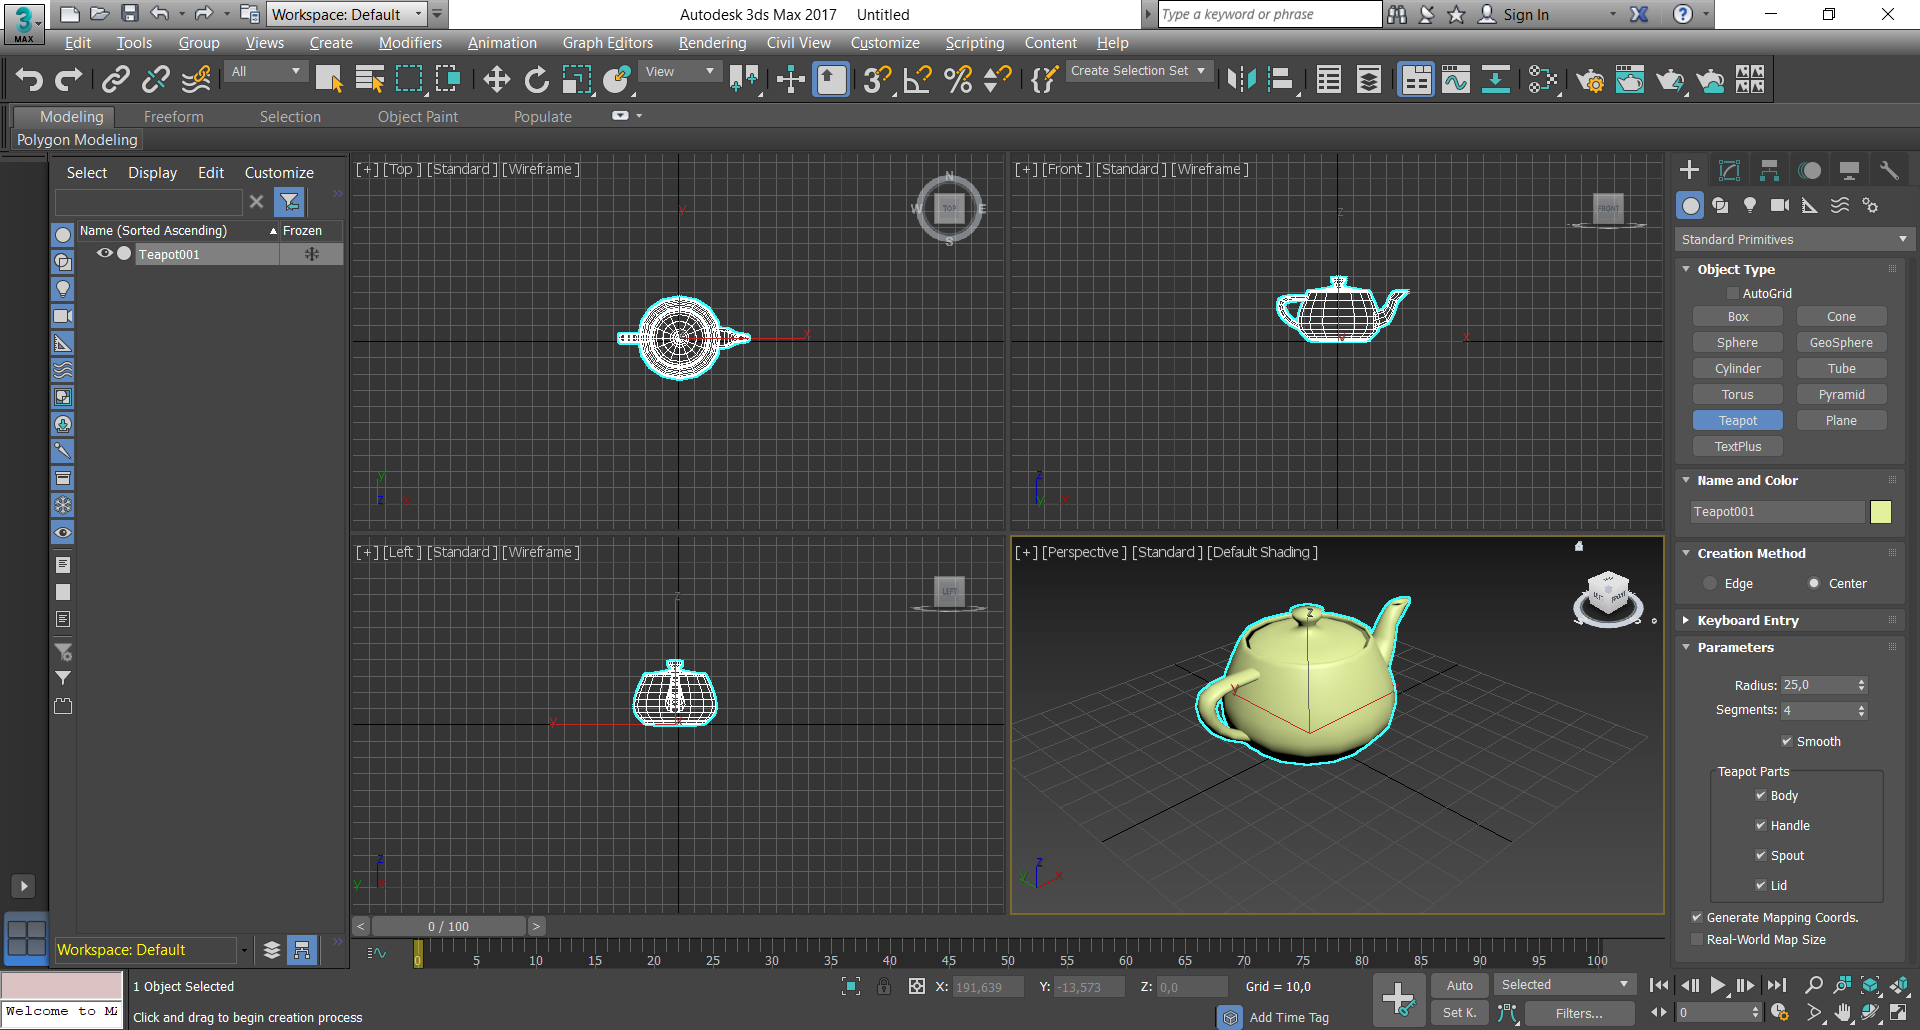 3
MAX
Workspace: Default
Autodesk 3ds Max 2017 Untitled
Type a keyword or phrase
Sign In
Edit Tools Group Views Create Modifiers Animation Graph Editors Rendering Civil View Customize Scripting Content Help
All
View
Create Selection Set
Modeling Freeform Selection Object Paint Populate
Polygon Modeling
Select Display Edit Customize
Name (Sorted Ascending) Frozen
Teapot001
[+] [Top ] [Standard ] [Wireframe ]
N
W TOP E
S
y
x
y
z x
[+] [Front ] [Standard ] [Wireframe ]
FRONT
z
x
z
y x
[+] [Left ] [Standard ] [Wireframe ]
LEFT
z
y
z
y x
[+] [Perspective ] [Standard ] [Default Shading ]
z
y
z
y x
Standard Primitives
Object Type
AutoGrid
Box Cone
Sphere GeoSphere
Cylinder Tube
Torus Pyramid
Teapot Plane
TextPlus
Name and Color
Teapot001
Creation Method
Edge Center
Keyboard Entry
Parameters
Radius: 25,0
Segments: 4
Smooth
Teapot Parts
Body
Handle
Spout
Lid
Generate Mapping Coords.
Real-World Map Size
< 0 / 100 >
Workspace: Default
0 5 10 15 20 25 30 35 40 45 50 55 60 65 70 75 80 85 90 95 100
1 Object Selected
X: 191,639 Y: -13,573 Z: 0,0 Grid = 10,0
Auto Selected
Welcome to M
Click and drag to begin creation process
Add Time Tag
Set K. Filters...
0